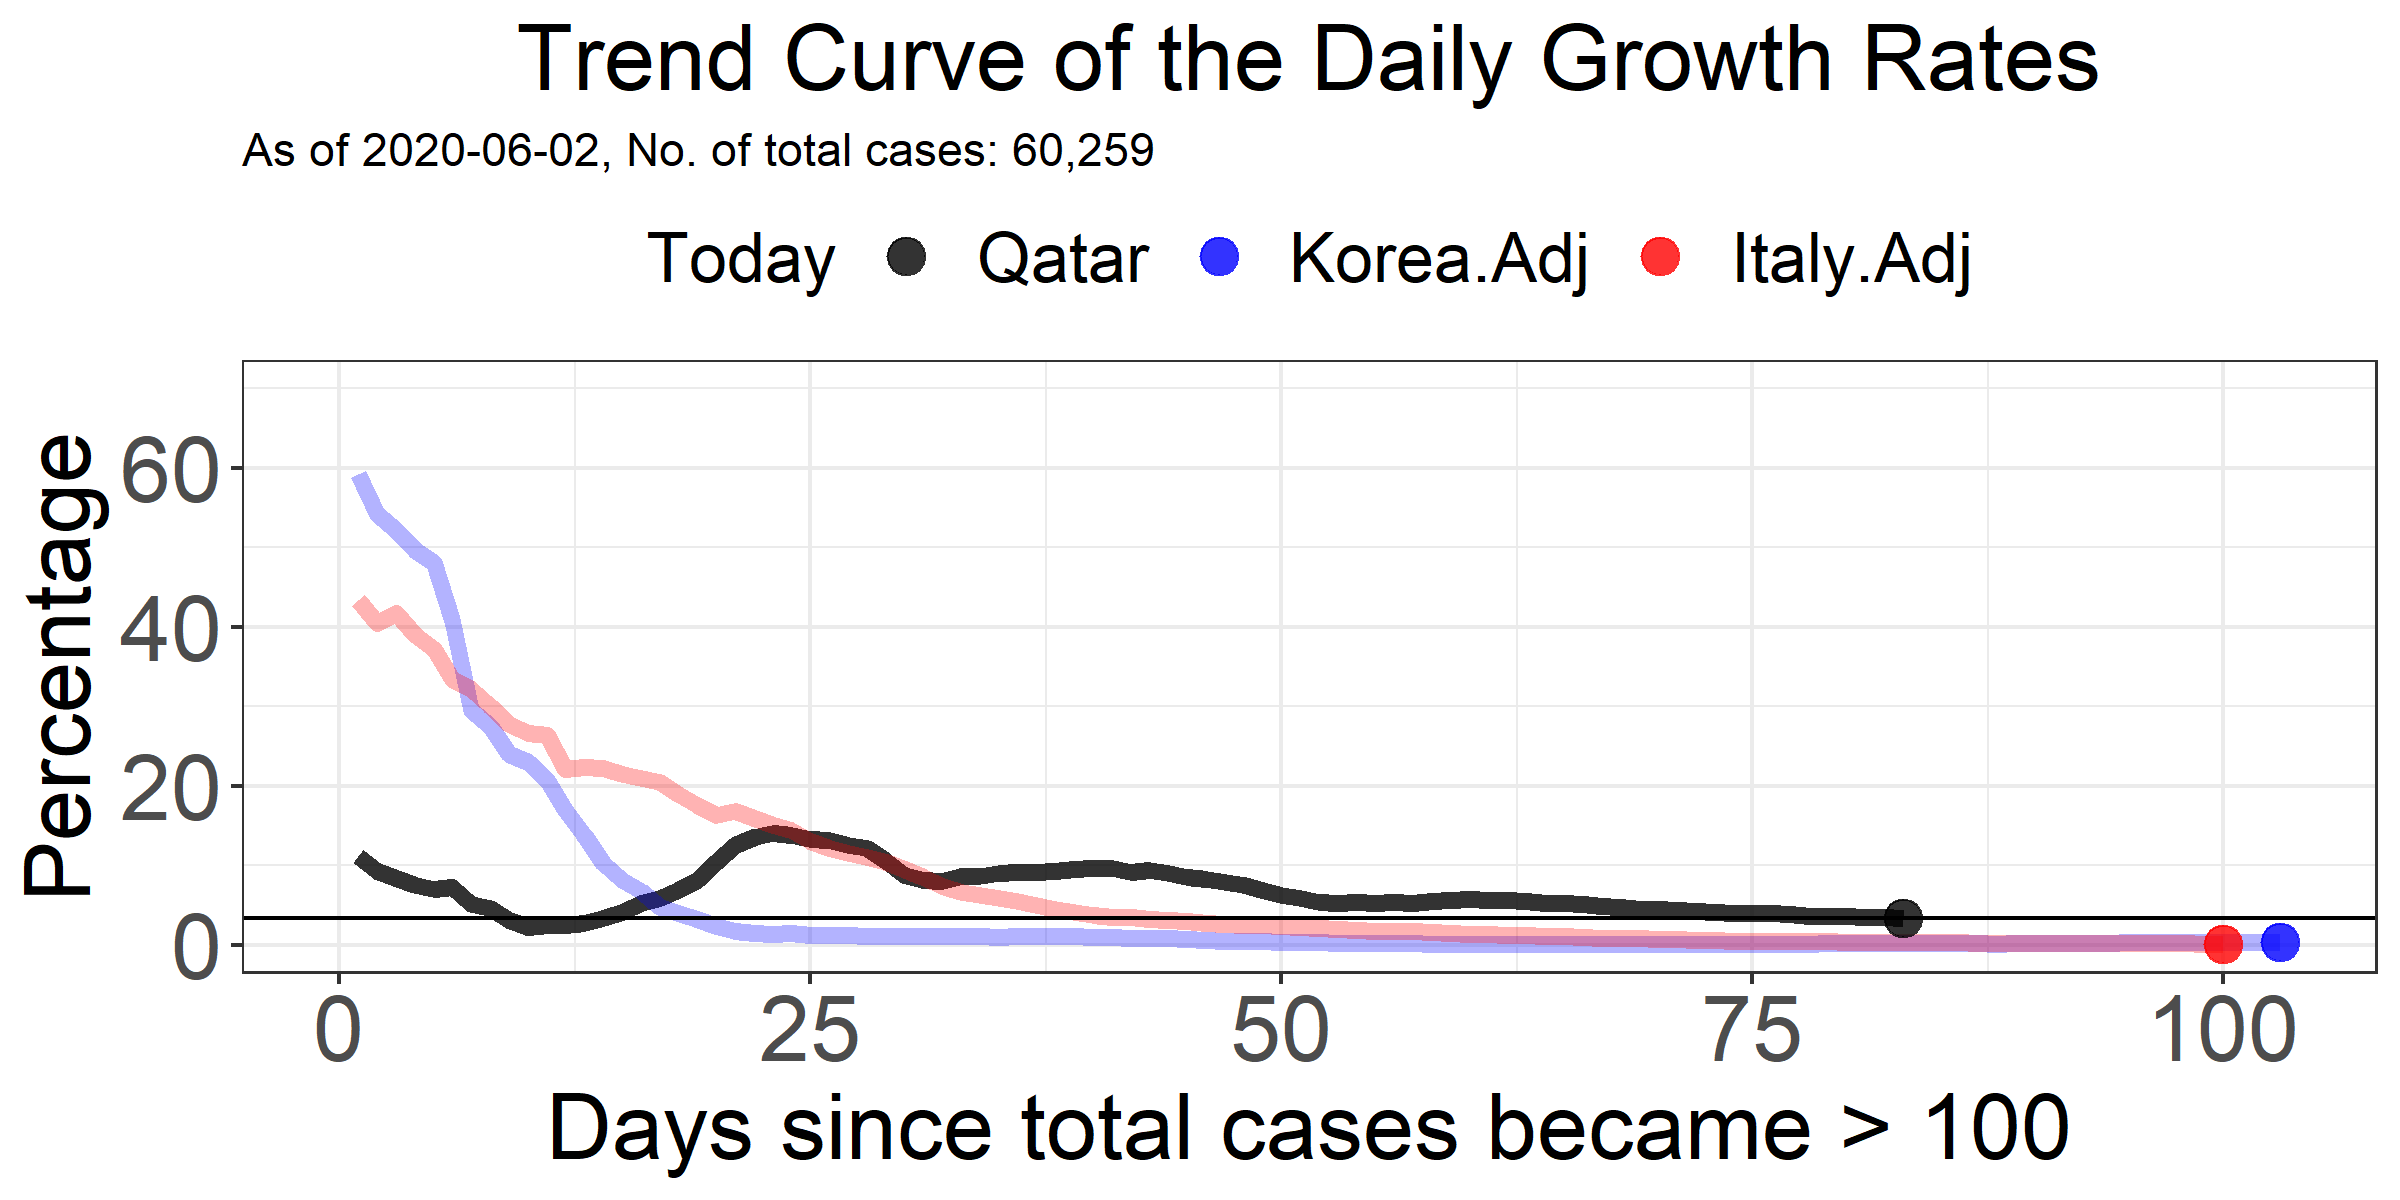 Trend Curve of the Daily Growth Rates
As of 2020-06-02, No. of total cases: 60,259
Today Qatar Korea.Adj Italy.Adj
Percentage
60
40
20
0
0 25 50 75 100
Days since total cases became > 100